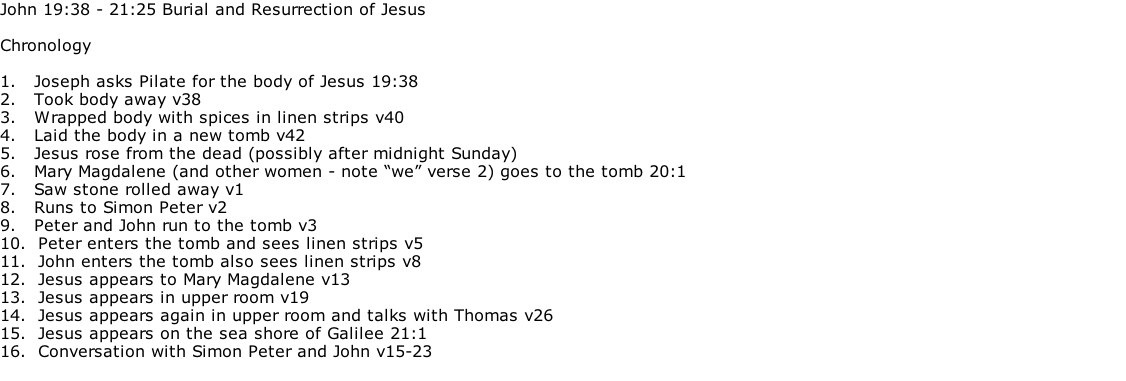 John 19:38 - 21:25 Burial and Resurrection of Jesus
Chronology
1. Joseph asks Pilate for the body of Jesus 19:38
2. Took body away v38
3. Wrapped body with spices in linen strips v40
4. Laid the body in a new tomb v42
5. Jesus rose from the dead (possibly after midnight Sunday)
6. Mary Magdalene (and other women - note “we” verse 2) goes to the tomb 20:1
7. Saw stone rolled away v1
8. Runs to Simon Peter v2
9. Peter and John run to the tomb v3
10. Peter enters the tomb and sees linen strips v5
11. John enters the tomb also sees linen strips v8
12. Jesus appears to Mary Magdalene v13
13. Jesus appears in upper room v19
14. Jesus appears again in upper room and talks with Thomas v26
15. Jesus appears on the sea shore of Galilee 21:1
16. Conversation with Simon Peter and John v15-23